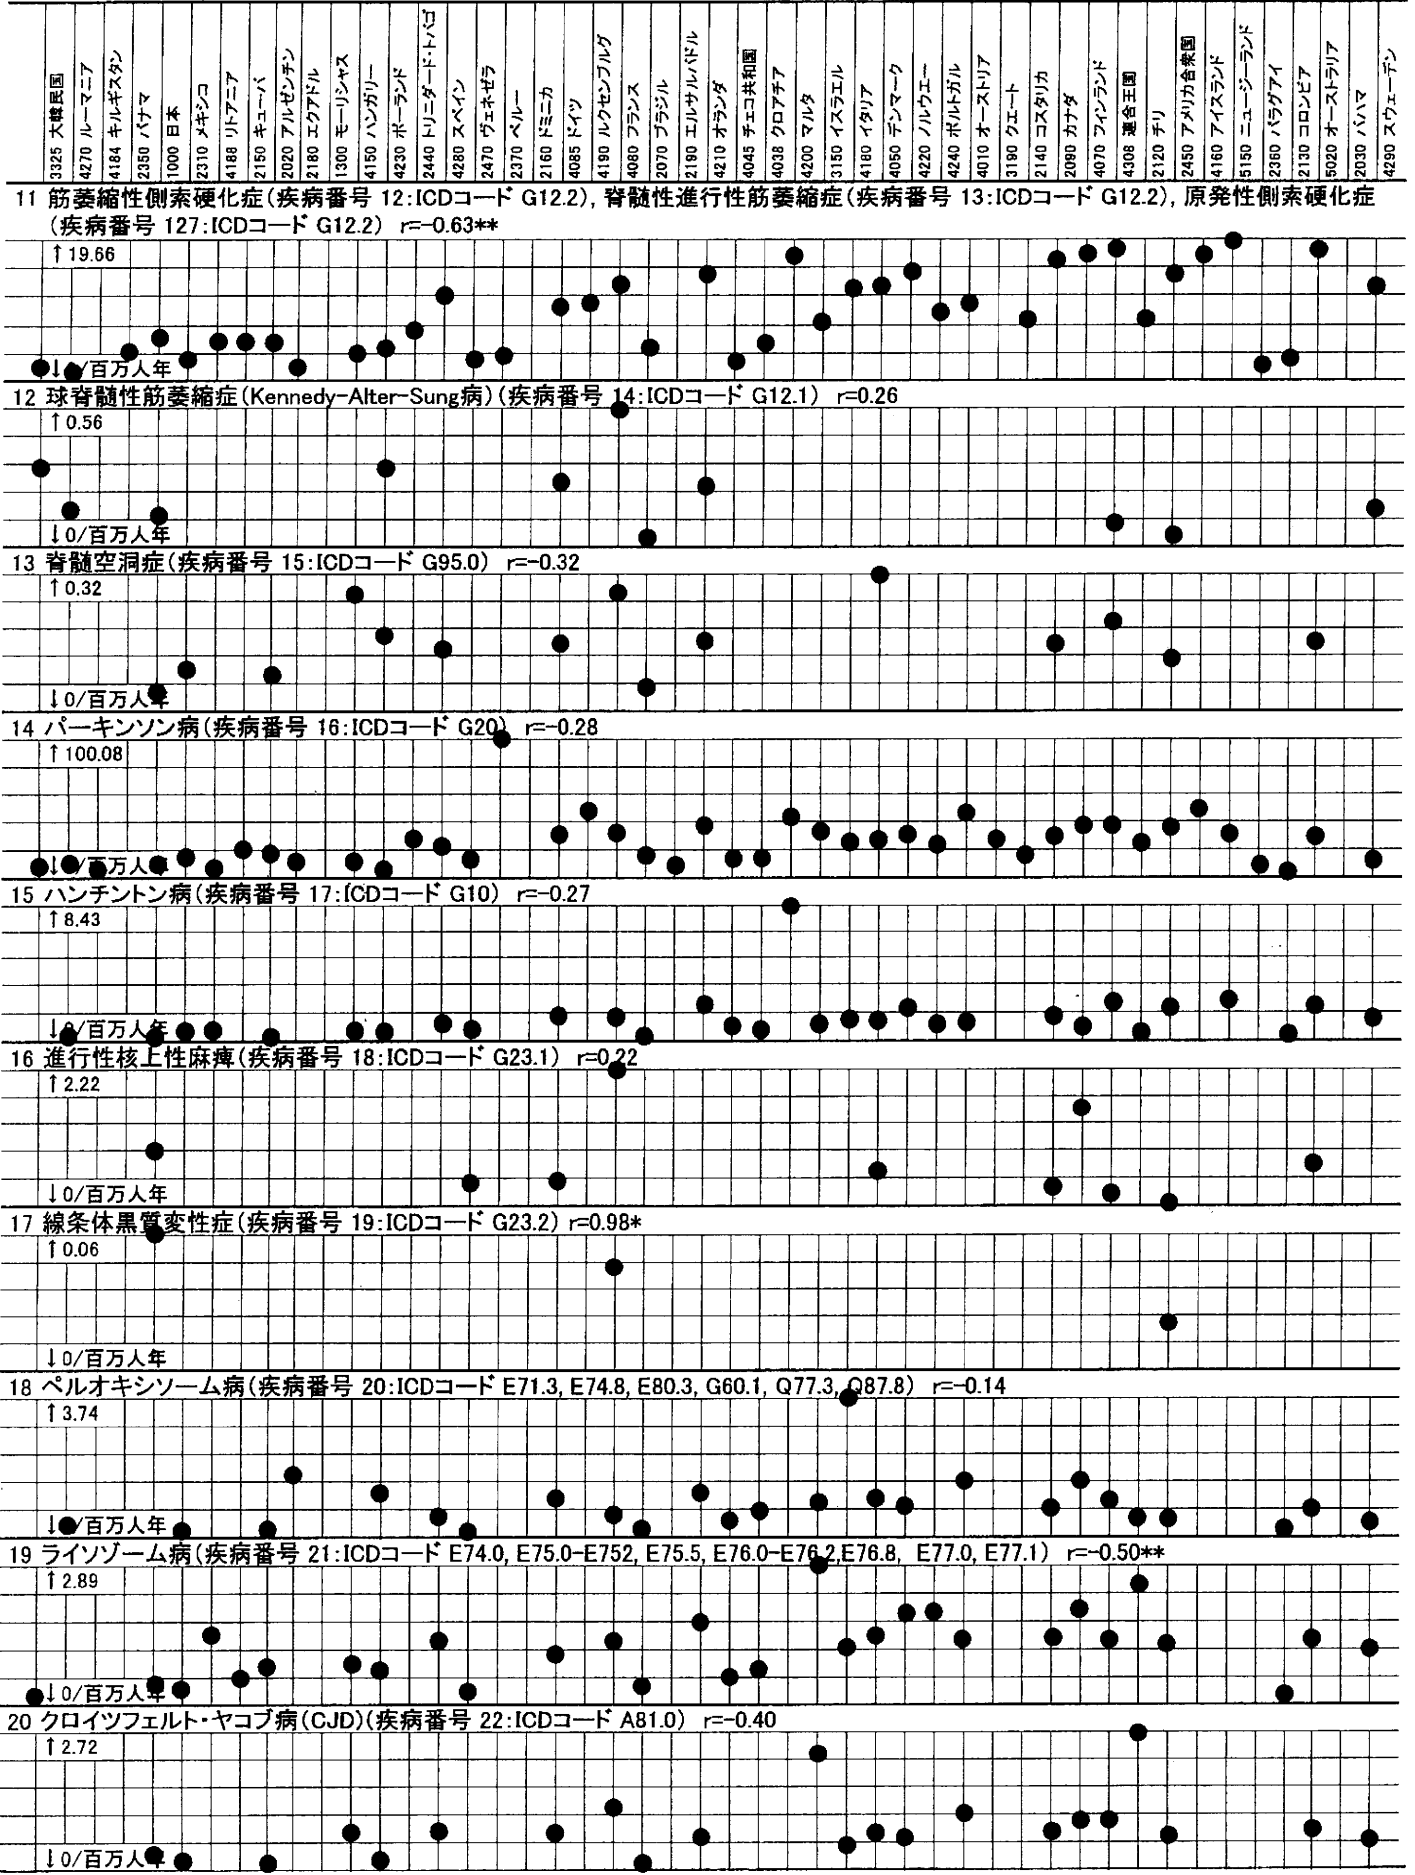 3325 大韓民国
4270 ルーマニア
4184 キルギスタン
2350 パナマ
1000 日本
2310 メキシコ
4188 リトアニア
2150 キューバ
2020 アルゼンチン
2180 エクアドル
1300 モーリシャス
4150 ハンガリー
4230 ポーランド
2440 トリニダード・トバゴ
4280 スペイン
2470 ヴェネゼラ
2370 ペルー
2160 ドミニカ
4085 ドイツ
4190 ルクセンブルグ
4080 フランス
2070 ブラジル
2190 エルサルバドル
4210 オランダ
4045 チェコ共和国
4038 クロアチア
4200 マルタ
3150 イスラエル
4180 イタリア
4050 デンマーク
4220 ノルウエー
4240 ポルトガル
4010 オーストリア
3190 クエート
2140 コスタリカ
2090 カナダ
4070 フィンランド
4308 連合王国
2120 チリ
2450 アメリカ合衆国
4160 アイスランド
5150 ニュージーランド
2360 パラグアイ
2130 コロンビア
5020 オーストラリア
2030 バハマ
4290 スウェーデン
11 筋萎縮性側索硬化症(疾病番号 12:ICDコード G12.2), 脊髄性進行性筋萎縮症(疾病番号 13:ICDコード G12.2), 原発性側索硬化症
(疾病番号 127:ICDコード G12.2) r=-0.63**
↑19.66
↓0/百万人年
12 球脊髄性筋萎縮症(Kennedy-Alter-Sung病)(疾病番号 14:ICDコード G12.1) r=0.26
↑0.56
↓0/百万人年
13 脊髄空洞症(疾病番号 15:ICDコード G95.0) r=-0.32
↑0.32
↓0/百万人年
14 パーキンソン病(疾病番号 16:ICDコード G20) r=-0.28
↑100.08
↓0/百万人年
15 ハンチントン病(疾病番号 17:ICDコード G10) r=-0.27
↑8.43
↓0/百万人年
16 進行性核上性麻痺(疾病番号 18:ICDコード G23.1) r=0.22
↑2.22
↓0/百万人年
17 線条体黒質変性症(疾病番号 19:ICDコード G23.2) r=0.98*
↑0.06
↓0/百万人年
18 ペルオキシソーム病(疾病番号 20:ICDコード E71.3, E74.8, E80.3, G60.1, Q77.3, Q87.8) r=-0.14
↑3.74
↓0/百万人年
19 ライソゾーム病(疾病番号 21:ICDコード E74.0, E75.0-E752, E75.5, E76.0-E76.2,E76.8, E77.0, E77.1) r=-0.50**
↑2.89
↓0/百万人年
20 クロイツフェルト・ヤコブ病(CJD)(疾病番号 22:ICDコード A81.0) r=-0.40
↑2.72
↓0/百万人年